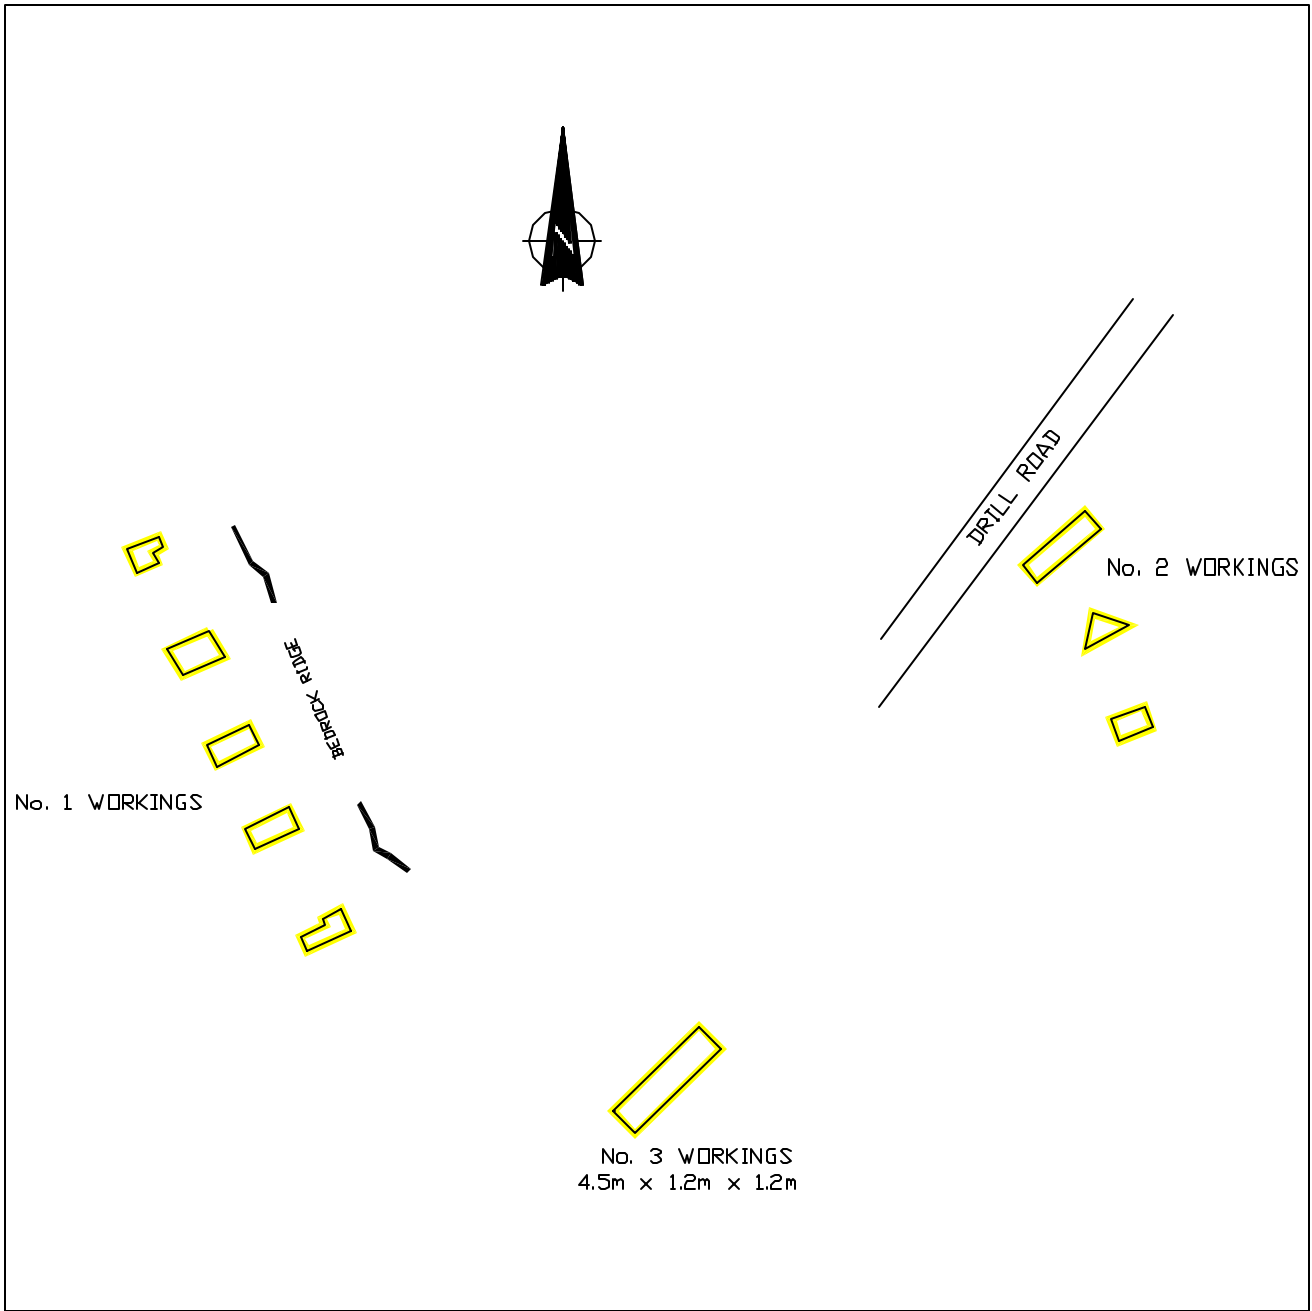 N
DRILL ROAD
No. 2 WORKINGS
BEDROCK RIDGE
No. 1 WORKINGS
No. 3 WORKINGS
4.5m x 1.2m x 1.2m